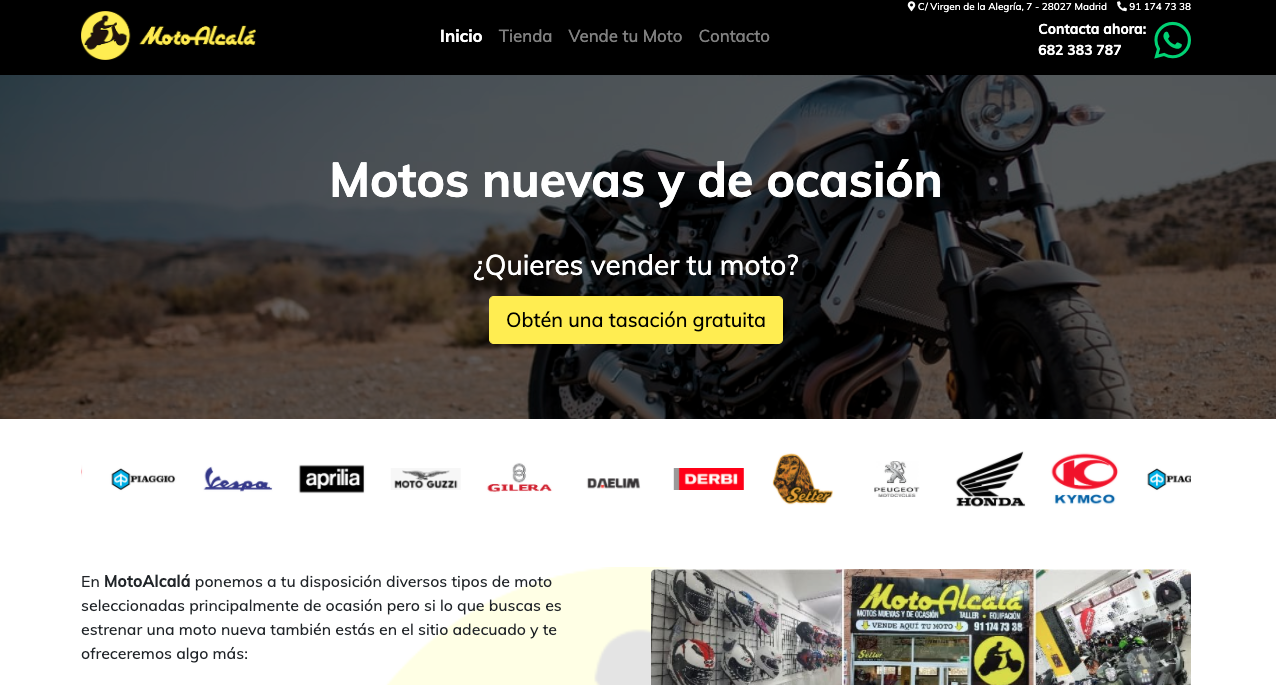 C/ Virgen de la Alegría, 7 - 28027 Madrid 91 174 73 38
MotoAlcalá
Inicio Tienda Vende tu Moto Contacto
Contacta ahora:
682 383 787
Motos nuevas y de ocasión
¿Quieres vender tu moto?
Obtén una tasación gratuita
PIAGGIO Vespa aprilia MOTO GUZZI GILERA DAELIM DERBI Selter PEUGEOT MOTOCYCLES HONDA KYMCO PIAG
En MotoAlcalá ponemos a tu disposición diversos tipos de moto
seleccionadas principalmente de ocasión pero si lo que buscas es
estrenar una moto nueva también estás en el sitio adecuado y te
ofreceremos algo más:
MotoAlcalá
MOTOS NUEVAS Y DE OCASIÓN TALLER + EQUIPACIÓN
VENDE AQUÍ TU MOTO 91 174 73 38